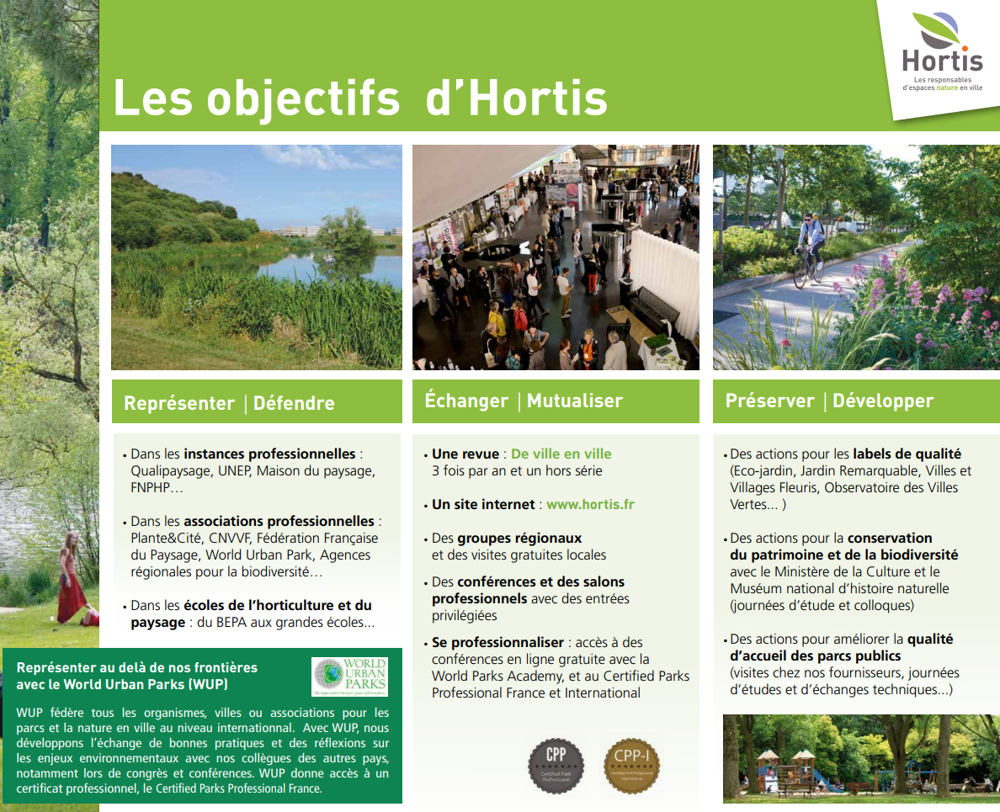 Les objectifs d'Hortis
Hortis
Les responsables
d'espaces nature en ville
Représenter | Défendre
• Dans les instances professionnelles :
Qualipaysage, UNEP, Maison du paysage,
FNPHP…
• Dans les associations professionnelles :
Plante&Cité, CNVVF, Fédération Française
du Paysage, World Urban Park, Agences
régionales pour la biodiversité…
• Dans les écoles de l'horticulture et du
paysage : du BEPA aux grandes écoles...
Représenter au delà de nos frontières
avec le World Urban Parks (WUP)
WORLD
URBAN
PARKS
WUP fédère tous les organismes, villes ou associations pour les
parcs et la nature en ville au niveau internationnal. Avec WUP, nous
développons l'échange de bonnes pratiques et des réflexions sur
les enjeux environnementaux avec nos collègues des autres pays,
notamment lors de congrès et conférences. WUP donne accès à un
certificat professionnel, le Certified Parks Professional France.
Échanger | Mutualiser
• Une revue : De ville en ville
3 fois par an et un hors série
• Un site internet : www.hortis.fr
• Des groupes régionaux
et des visites gratuites locales
• Des conférences et des salons
professionnels avec des entrées
privilégiées
• Se professionnaliser : accès à des
conférences en ligne gratuite avec la
World Parks Academy, et au Certified Parks
Professional France et International
CPP
Certified Park
Professional
CPP-I
Certified Park Professional
International
Préserver | Développer
• Des actions pour les labels de qualité
(Eco-jardin, Jardin Remarquable, Villes et
Villages Fleuris, Observatoire des Villes
Vertes... )
• Des actions pour la conservation
du patrimoine et de la biodiversité
avec le Ministère de la Culture et le
Muséum national d'histoire naturelle
(journées d'étude et colloques)
• Des actions pour améliorer la qualité
d'accueil des parcs publics
(visites chez nos fournisseurs, journées
d'études et d'échanges techniques...)